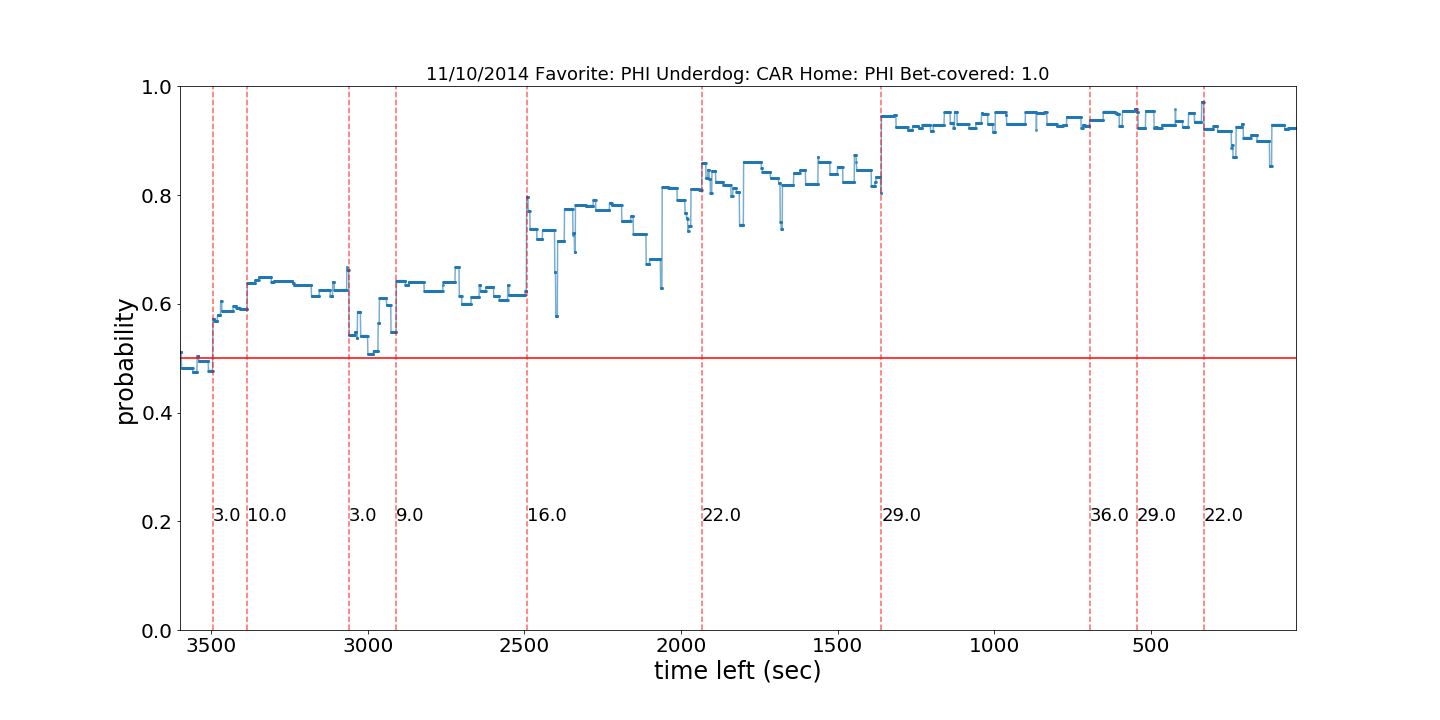 11/10/2014 Favorite: PHI Underdog: CAR Home: PHI Bet-covered: 1.0
1.0
0.8
0.6
0.4
0.2
0.0
probability
3.0 10.0 3.0 9.0 16.0 22.0 29.0 36.0 29.0 22.0
3500 3000 2500 2000 1500 1000 500
time left (sec)